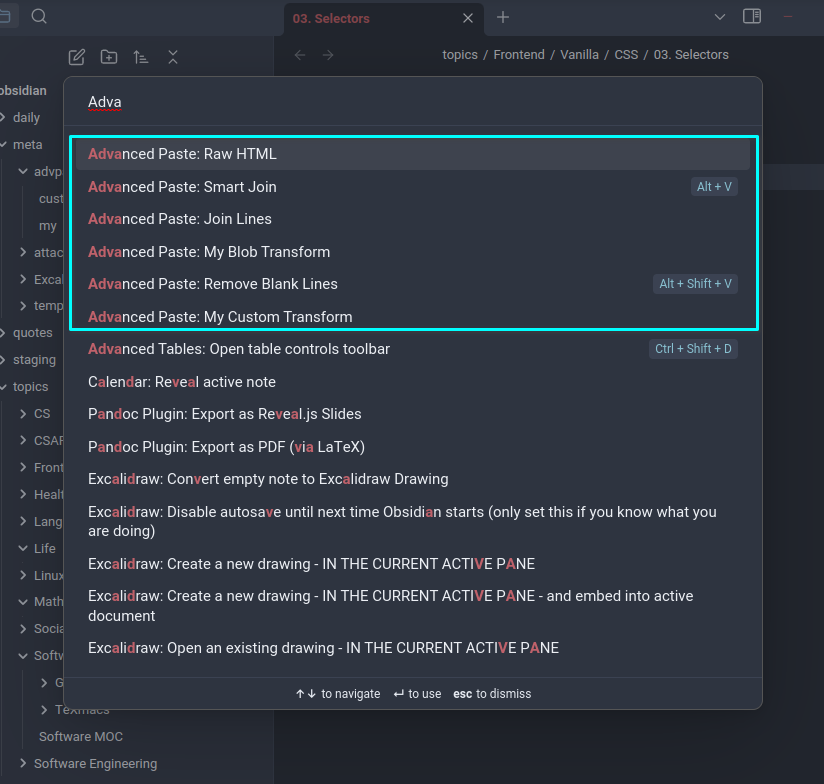 03. Selectors
topics / Frontend / Vanilla / CSS / 03. Selectors
obsidian
daily
meta
advp
cust
my
attac
Excal
temp
quotes
staging
topics
CS
CSAF
Front
Healt
Lang
Life
Linux
Math
Socia
Softw
G
TeXmacs
Software MOC
Software Engineering
Adva
Advanced Paste: Raw HTML
Advanced Paste: Smart Join
Alt + V
Advanced Paste: Join Lines
Advanced Paste: My Blob Transform
Advanced Paste: Remove Blank Lines
Alt + Shift + V
Advanced Paste: My Custom Transform
Advanced Tables: Open table controls toolbar
Ctrl + Shift + D
Calendar: Reveal active note
Pandoc Plugin: Export as Reveal.js Slides
Pandoc Plugin: Export as PDF (via LaTeX)
Excalidraw: Convert empty note to Excalidraw Drawing
Excalidraw: Disable autosave until next time Obsidian starts (only set this if you know what you
are doing)
Excalidraw: Create a new drawing - IN THE CURRENT ACTIVE PANE
Excalidraw: Create a new drawing - IN THE CURRENT ACTIVE PANE - and embed into active
document
Excalidraw: Open an existing drawing - IN THE CURRENT ACTIVE PANE
↑↓ to navigate ↵ to use esc to dismiss